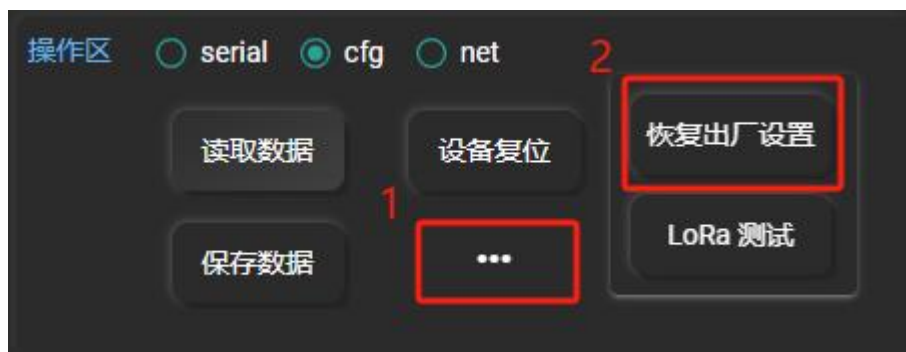 操作区 serial cfg net 2
读取数据 设备复位 恢复出厂设置
1
保存数据 ••• LoRa 测试